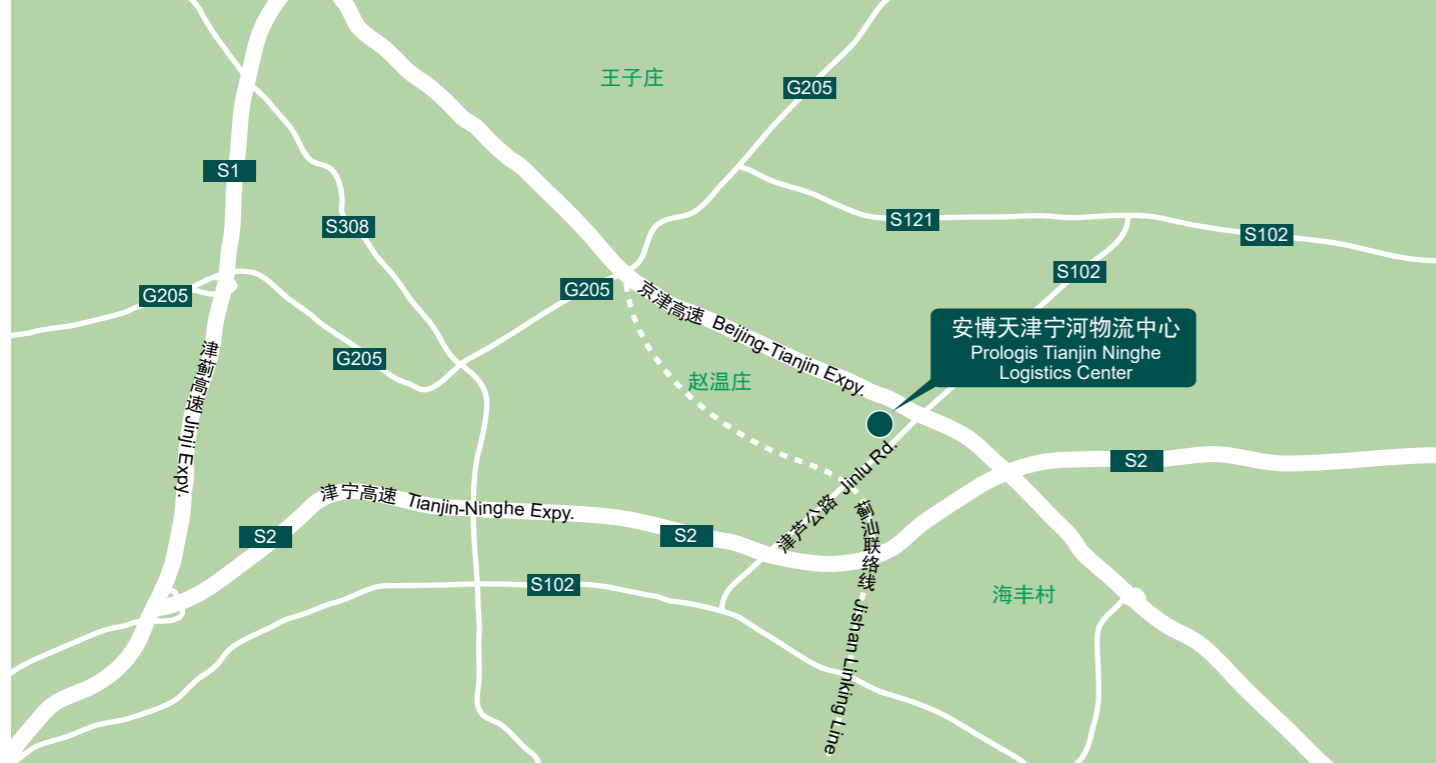 王子庄
G205
S1
S308
S121
S102
S102
G205
G205
京津高速 Beijing-Tianjin Expy.
安博天津宁河物流中心
Prologis Tianjin Ninghe
Logistics Center
G205
津蓟高速 Jinji Expy.
赵温庄
S2
津芦公路 Jinlu Rd.
津宁高速 Tianjin-Ninghe Expy.
S2
S2
蓟汕联络线 Jishan Linking Line
S102
海丰村